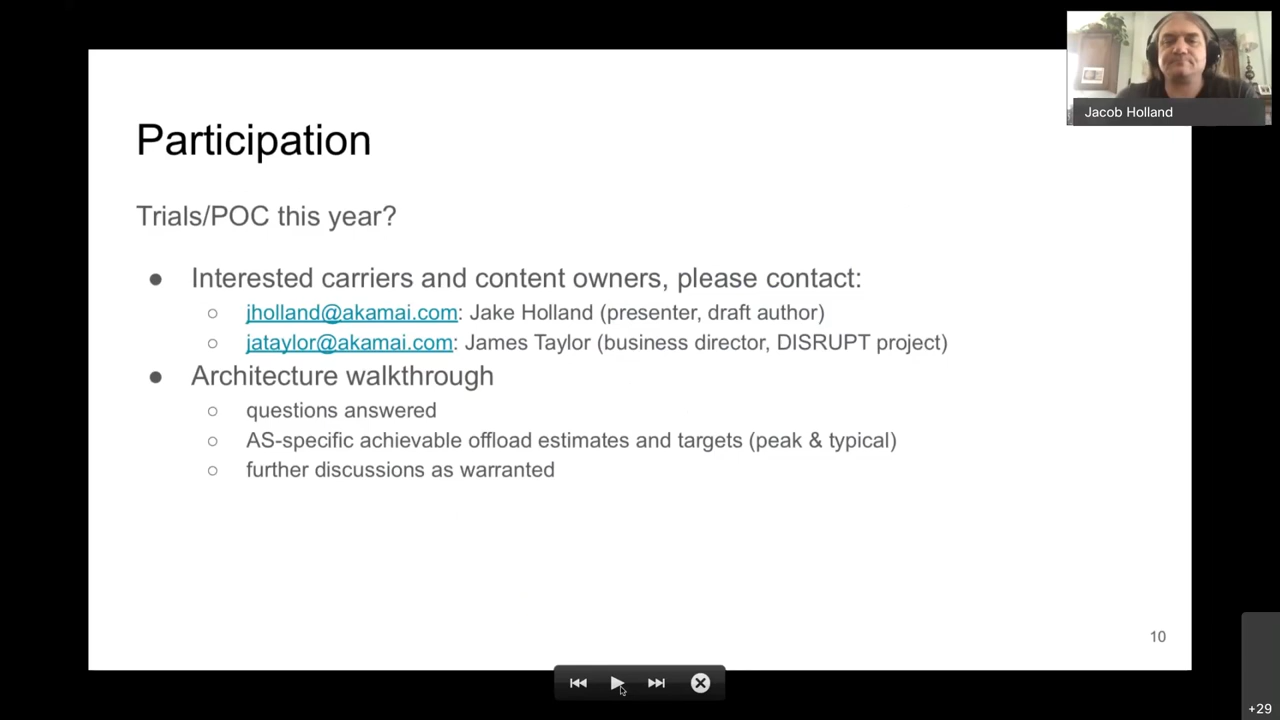 Jacob Holland
Participation
Trials/POC this year?
● Interested carriers and content owners, please contact:
○ jholland@akamai.com: Jake Holland (presenter, draft author)
○ jataylor@akamai.com: James Taylor (business director, DISRUPT project)
● Architecture walkthrough
○ questions answered
○ AS-specific achievable offload estimates and targets (peak & typical)
○ further discussions as warranted
10
+29